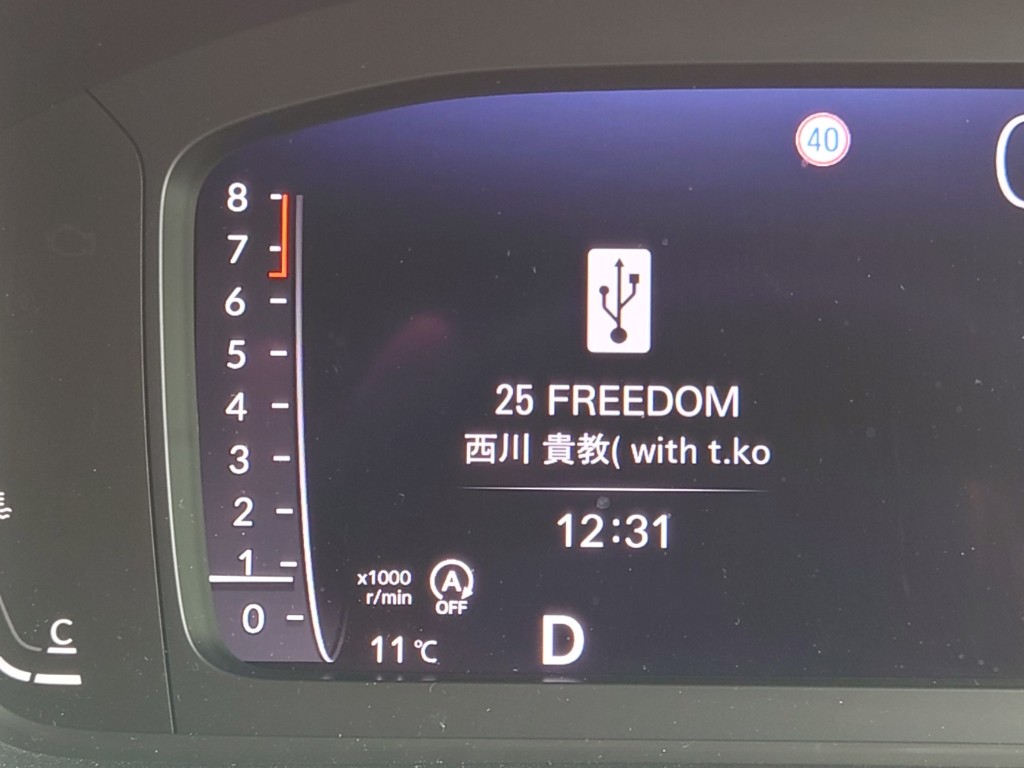 40
8
7
6
5
4
3
2
1
0
25 FREEDOM
西川 貴教( with t.ko
12:31
x1000
r/min
A
OFF
11℃
D
C